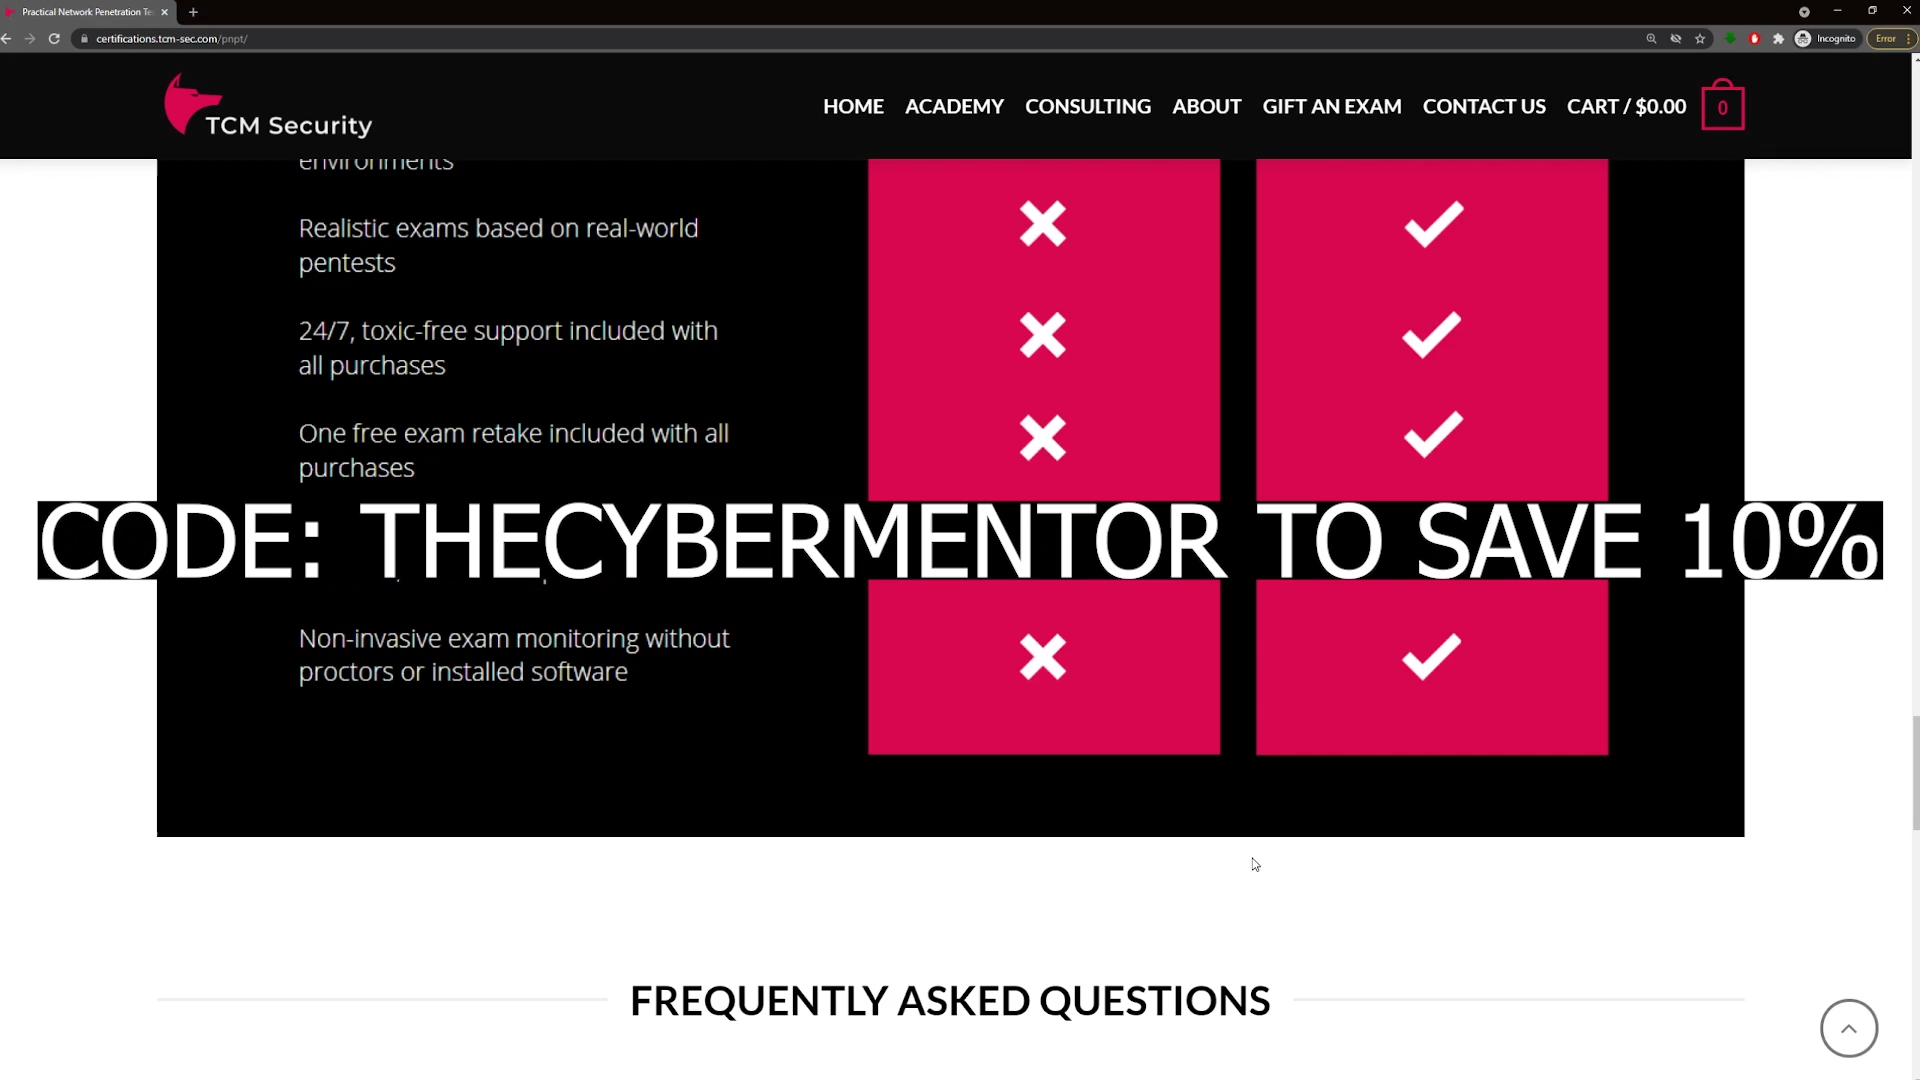 Practical Network Penetration Te
certifications.tcm-sec.com/pnpt/
Incognito
Error
TCM Security
HOME ACADEMY CONSULTING ABOUT GIFT AN EXAM CONTACT US CART / $0.00 0
environments
Realistic exams based on real-world
pentests
24/7, toxic-free support included with
all purchases
One free exam retake included with all
purchases
CODE: THECYBERMENTOR TO SAVE 10%
Non-invasive exam monitoring without
proctors or installed software
FREQUENTLY ASKED QUESTIONS